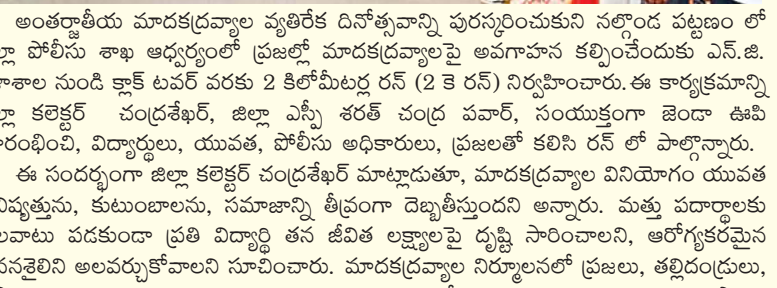 అంతర్జాతీయ మాదకద్రవ్యాల వ్యతిరేక దినోత్సవాన్ని పురస్కరించుకుని నల్గొండ పట్టణం లో
పోలీసు శాఖ ఆధ్వర్యంలో ప్రజల్లో మాదకద్రవ్యాలపై అవగాహన కల్పించేందుకు ఎన్.జి.
నుండి క్లాక్ టవర్ వరకు 2 కిలోమీటర్ల రన్ (2 కె రన్) నిర్వహించారు.ఈ కార్యక్రమాన్ని
కలెక్టర్ చంద్రశేఖర్, జిల్లా ఎస్పీ శరత్ చంద్ర పవార్, సంయుక్తంగా జెండా ఊపి
విద్యార్థులు, యువత, పోలీసు అధికారులు, ప్రజలతో కలిసి రన్ లో పాల్గొన్నారు.
ఈ సందర్భంగా జిల్లా కలెక్టర్ చంద్రశేఖర్ మాట్లాడుతూ, మాదకద్రవ్యాల వినియోగం యువత
కుటుంబాలను, సమాజాన్ని తీవ్రంగా దెబ్బతీస్తుందని అన్నారు. మత్తు పదార్థాలకు
పడకుండా ప్రతి విద్యార్థి తన జీవిత లక్ష్యాలపై దృష్టి సారించాలని, ఆరోగ్యకరమైన
అలవర్చుకోవాలని సూచించారు. మాదకద్రవ్యాల నిర్మూలనలో ప్రజలు, తల్లిదండ్రులు,